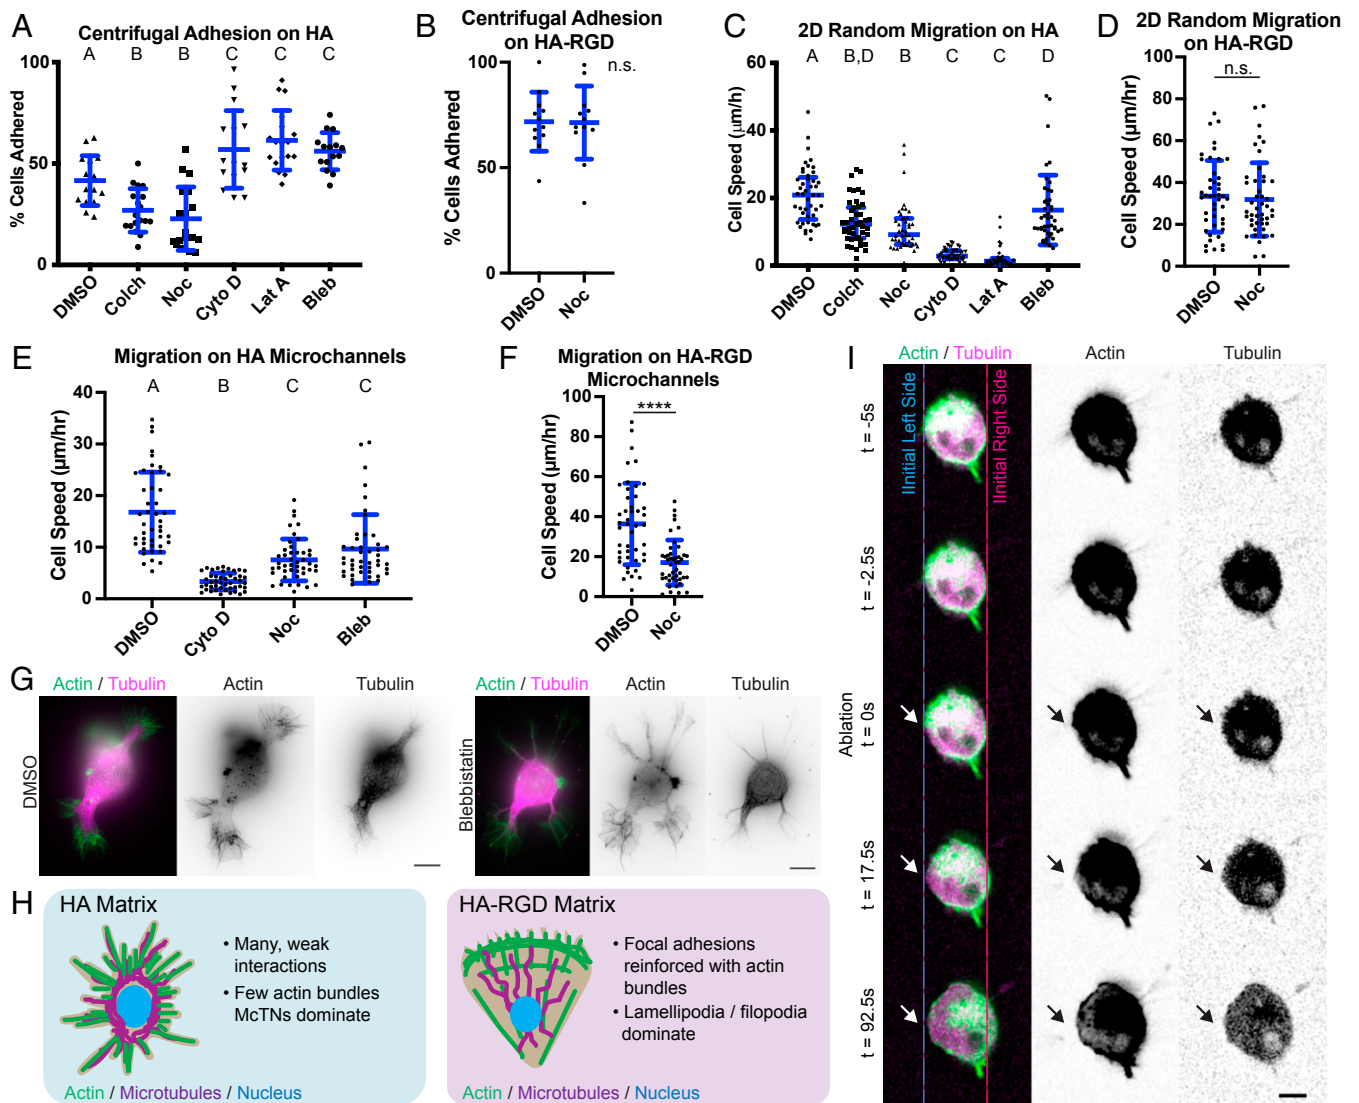 A
Centrifugal Adhesion on HA
A B B C C C
% Cells Adhered
100
50
0
DMSO
Colch
Noc
Cyto D
Lat A
Bleb
B
Centrifugal Adhesion
on HA-RGD
n.s.
% Cells Adhered
100
50
0
DMSO
Noc
C
2D Random Migration on HA
A B,D B C C D
Cell Speed (μm/h)
60
40
20
0
DMSO
Colch
Noc
Cyto D
Lat A
Bleb
D
2D Random Migration
on HA-RGD
n.s.
Cell Speed (μm/hr)
100
80
60
40
20
0
DMSO
Noc
E
Migration on HA Microchannels
A B C C
Cell Speed (μm/hr)
40
30
20
10
0
DMSO
Cyto D
Noc
Bleb
F
Migration on HA-RGD
Microchannels
****
Cell Speed (μm/hr)
100
80
60
40
20
0
DMSO
Noc
G
Actin / Tubulin
Actin
Tubulin
DMSO
Actin / Tubulin
Actin
Tubulin
Blebbistatin
H
HA Matrix
• Many, weak
interactions
• Few actin bundles
McTNs dominate
Actin / Microtubules / Nucleus
HA-RGD Matrix
• Focal adhesions
reinforced with actin
bundles
• Lamellipodia / filopodia
dominate
Actin / Microtubules / Nucleus
I
Actin / Tubulin
Actin
Tubulin
IInitial Left Side
IInitial Right Side
t = -5s
t = -2.5s
Ablation
t = 0s
t = 17.5s
t = 92.5s